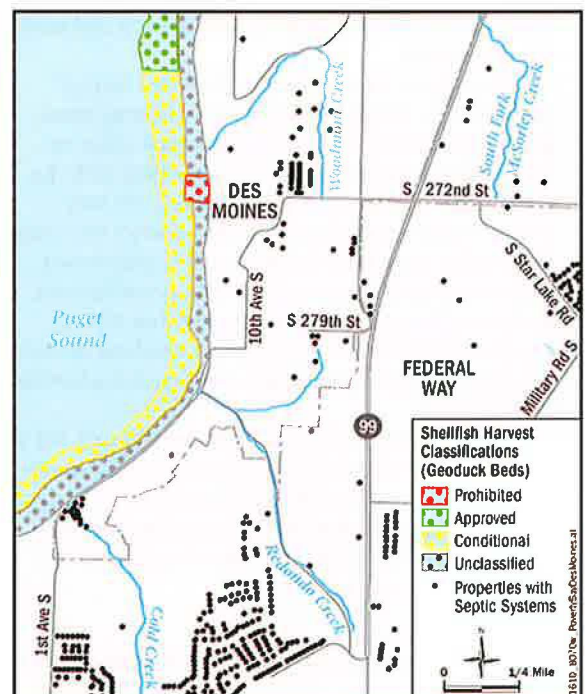 Woodmont Creek
South Fork
McSorley Creek
DES
MOINES
S 272nd St
S Star Lake Rd
Puget
Sound
10th Ave S
S 279th St
FEDERAL
WAY
Military Rd S
99
Redondo Creek
Cold Creek
1st Ave S
Shellfish Harvest
Classifications
(Geoduck Beds)
Prohibited
Approved
Conditional
Unclassified
Properties with
Septic Systems
N
0 1/4 Mile